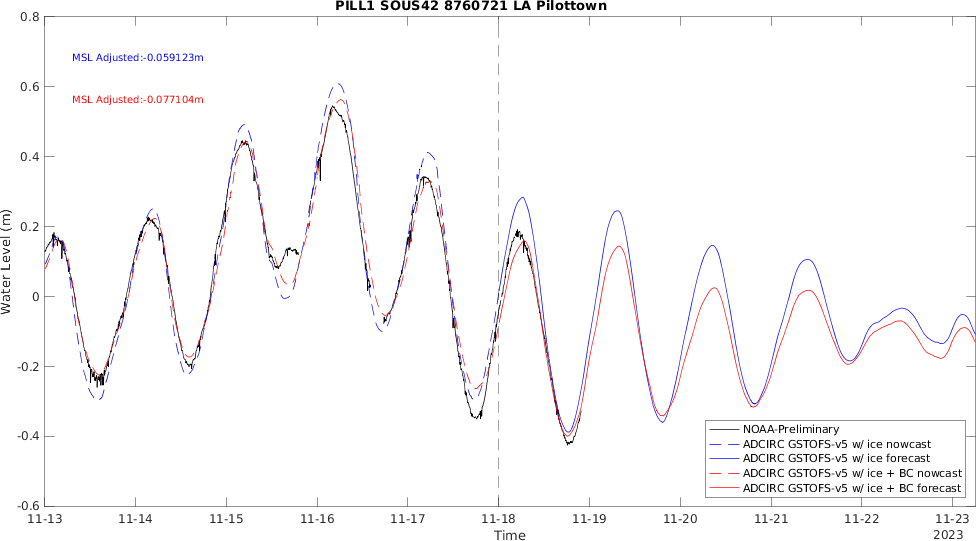 PILL1 SOUS42 8760721 LA Pilottown
0.8
0.6
0.4
0.2
0
-0.2
-0.4
-0.6
Water Level (m)
MSL Adjusted:-0.059123m
MSL Adjusted:-0.077104m
NOAA-Preliminary
ADCIRC GSTOFS-v5 w/ ice nowcast
ADCIRC GSTOFS-v5 w/ ice forecast
ADCIRC GSTOFS-v5 w/ ice + BC nowcast
ADCIRC GSTOFS-v5 w/ ice + BC forecast
11-13 11-14 11-15 11-16 11-17 11-18 11-19 11-20 11-21 11-22 11-23
Time
2023